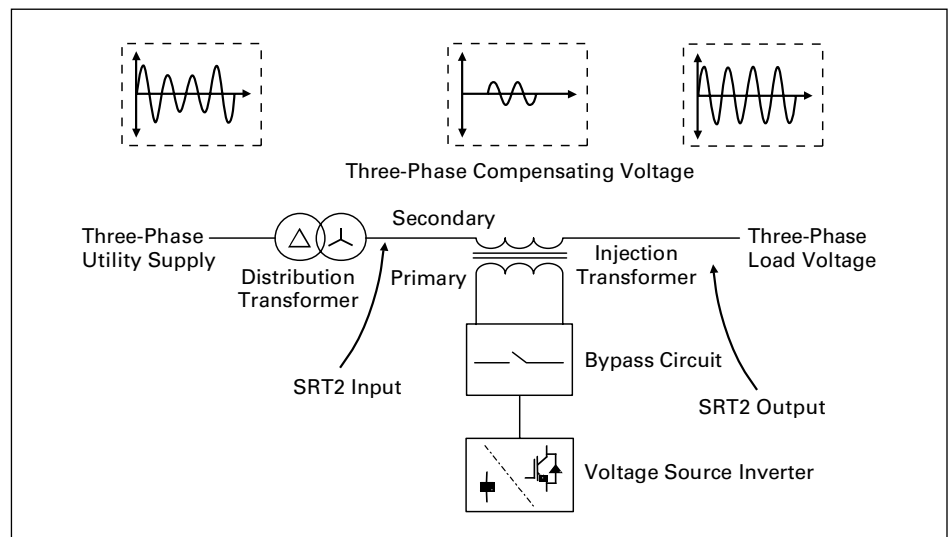 Three-Phase Compensating Voltage
Three-Phase
Utility Supply
Distribution
Transformer
Secondary
Primary
Injection
Transformer
Three-Phase
Load Voltage
SRT2 Input
Bypass Circuit
SRT2 Output
Voltage Source Inverter